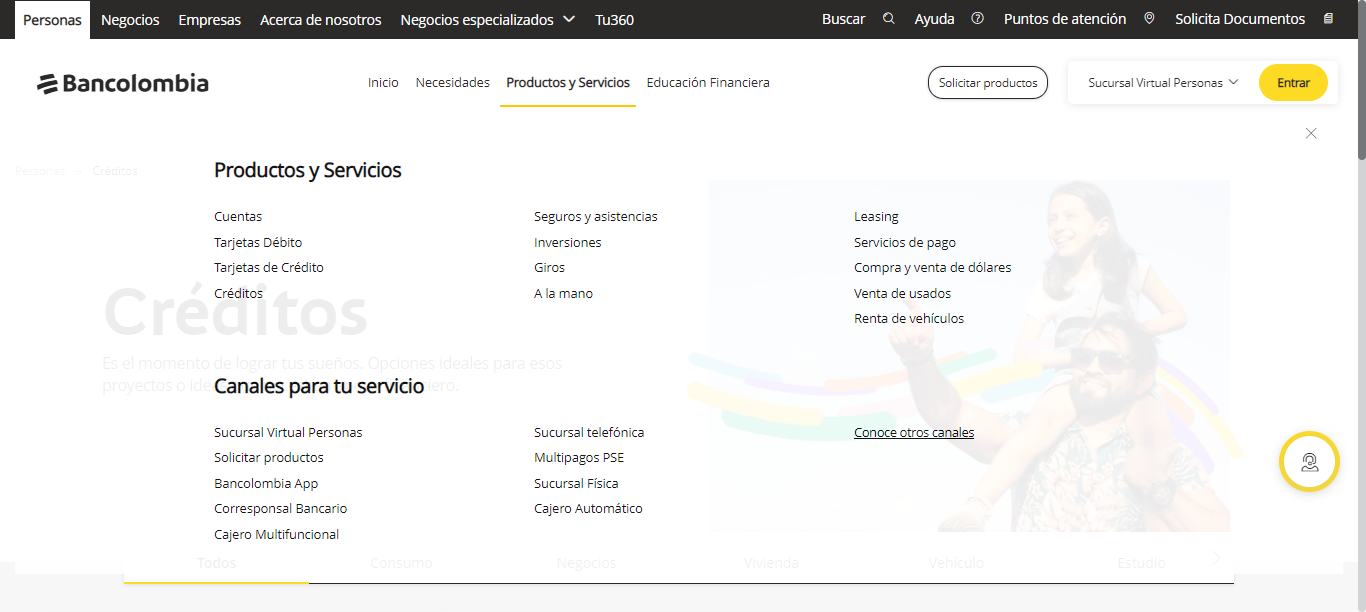 Personas Negocios Empresas Acerca de nosotros Negocios especializados Tu360 Buscar Ayuda Puntos de atención Solicita Documentos
Bancolombia Inicio Necesidades Productos y Servicios Educación Financiera Solicitar productos Sucursal Virtual Personas Entrar
Personas Créditos
Productos y Servicios
Cuentas Seguros y asistencias Leasing
Tarjetas Débito Inversiones Servicios de pago
Tarjetas de Crédito Giros Compra y venta de dólares
Créditos A la mano Venta de usados
Renta de vehículos
Créditos
Es el momento de lograr tus sueños. Opciones ideales para esos
proyectos o
Canales para tu servicio
Sucursal Virtual Personas Sucursal telefónica Conoce otros canales
Solicitar productos Multipagos PSE
Bancolombia App Sucursal Física
Corresponsal Bancario Cajero Automático
Cajero Multifuncional
Todos Consumo Negocios Vivienda Vehículo Estudio